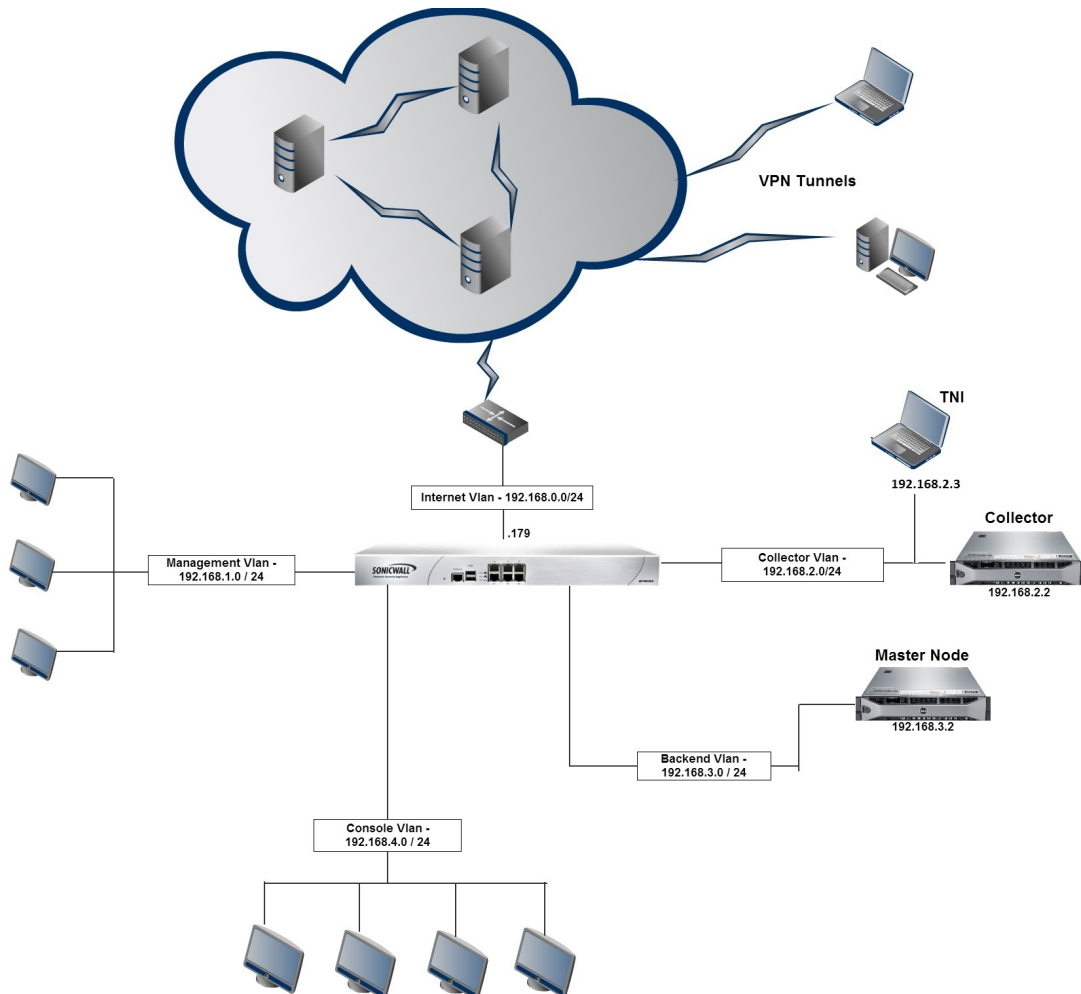 VPN Tunnels
TNI
192.168.2.3
Internet Vlan - 192.168.0.0/24
.179
Collector
Management Vlan -
192.168.1.0 / 24
SONICWALL
Collector Vlan -
192.168.2.0/24
192.168.2.2
Master Node
192.168.3.2
Backend Vlan -
192.168.3.0 / 24
Console Vlan -
192.168.4.0 / 24